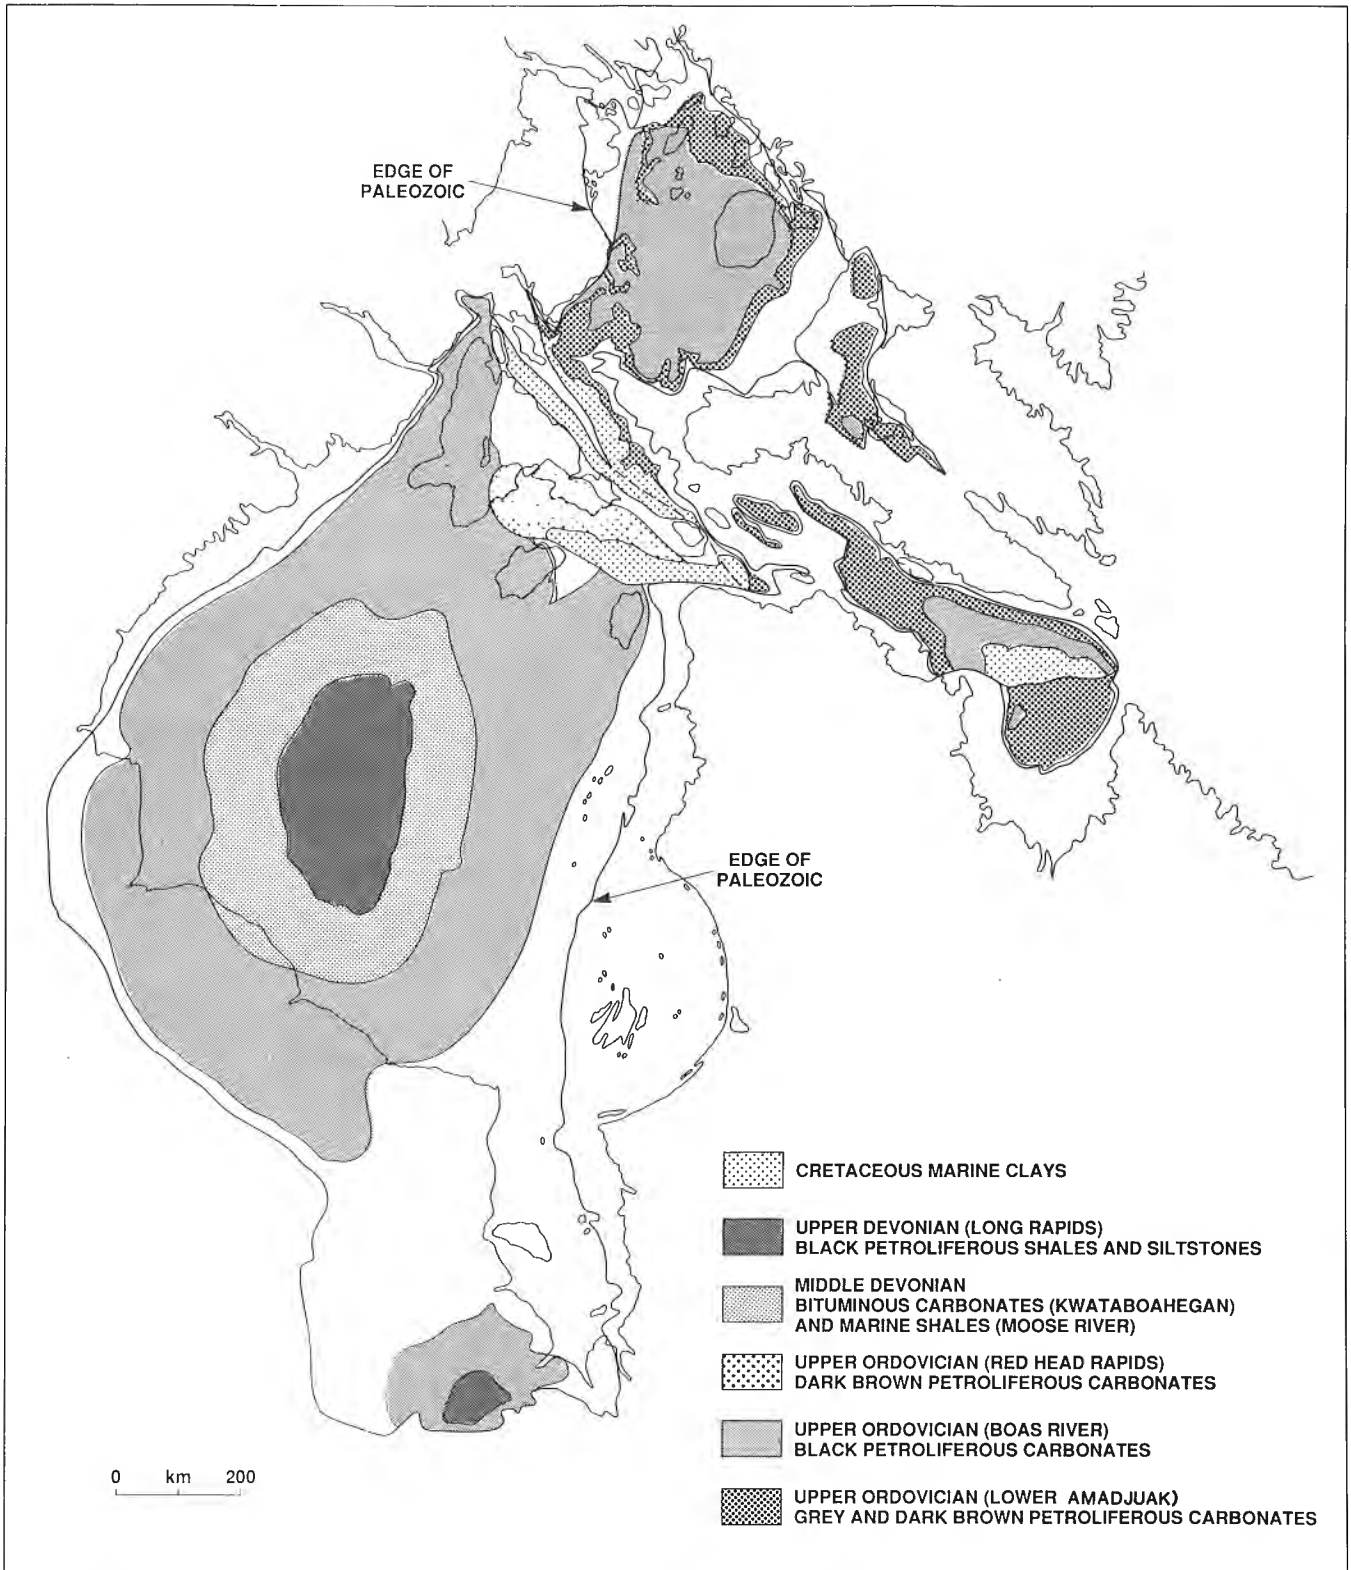 EDGE OF
PALEOZOIC
EDGE OF
PALEOZOIC
CRETACEOUS MARINE CLAYS
UPPER DEVONIAN (LONG RAPIDS)
BLACK PETROLIFEROUS SHALES AND SILTSTONES
MIDDLE DEVONIAN
BITUMINOUS CARBONATES (KWATABOAHEGAN)
AND MARINE SHALES (MOOSE RIVER)
UPPER ORDOVICIAN (RED HEAD RAPIDS)
DARK BROWN PETROLIFEROUS CARBONATES
UPPER ORDOVICIAN (BOAS RIVER)
BLACK PETROLIFEROUS CARBONATES
UPPER ORDOVICIAN (LOWER AMADJUAK)
GREY AND DARK BROWN PETROLIFEROUS CARBONATES
0 km 200